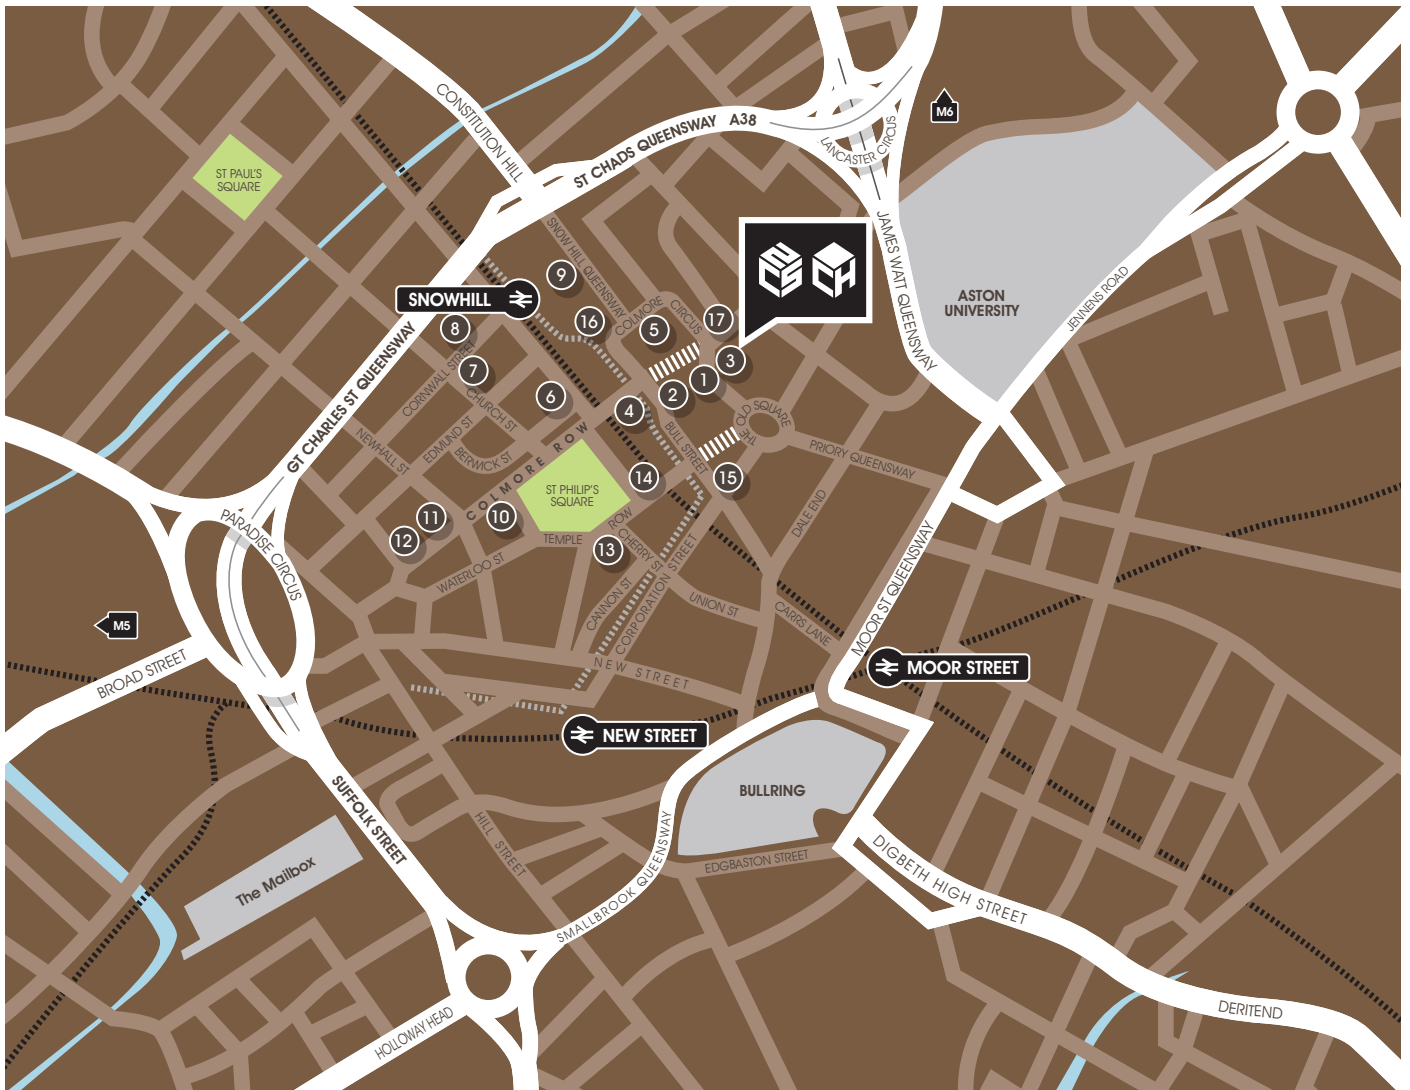 CONSTITUTION HILL
ST CHADS QUEENSWAY A38
LANCASTER CIRCUS
M6
ST PAUL'S
SQUARE
JAMES WATT QUEENSWAY
SNOW HILL QUEENSWAY
2
CS
CH
ASTON
UNIVERSITY
JENNENS ROAD
9
SNOWHILL
COLMORE
CIRCUS
16
5
17
8
GT CHARLES ST QUEENSWAY
CORNWALL STREET
7
3
1
2
6
4
CHURCH ST
THE OLD SQUARE
BULL STREET
NEWHALL ST
EDMUND ST
BERWICK ST
COLMORE ROW
PRIORY QUEENSWAY
14
15
ST PHILIP'S
SQUARE
DALE END
11
10
12
PARADISE CIRCUS
TEMPLE
ROW
13
CHERRY ST
WATERLOO ST
CANNON ST
CORPORATION STREET
UNION ST
CARRS LANE
MOOR ST QUEENSWAY
M5
BROAD STREET
NEW STREET
MOOR STREET
NEW STREET
BULLRING
SUFFOLK STREET
HILL STREET
The Mailbox
SMALLBROOK QUEENSWAY
EDGBASTON STREET
DIGBETH HIGH STREET
DERITEND
HOLLOWAY HEAD